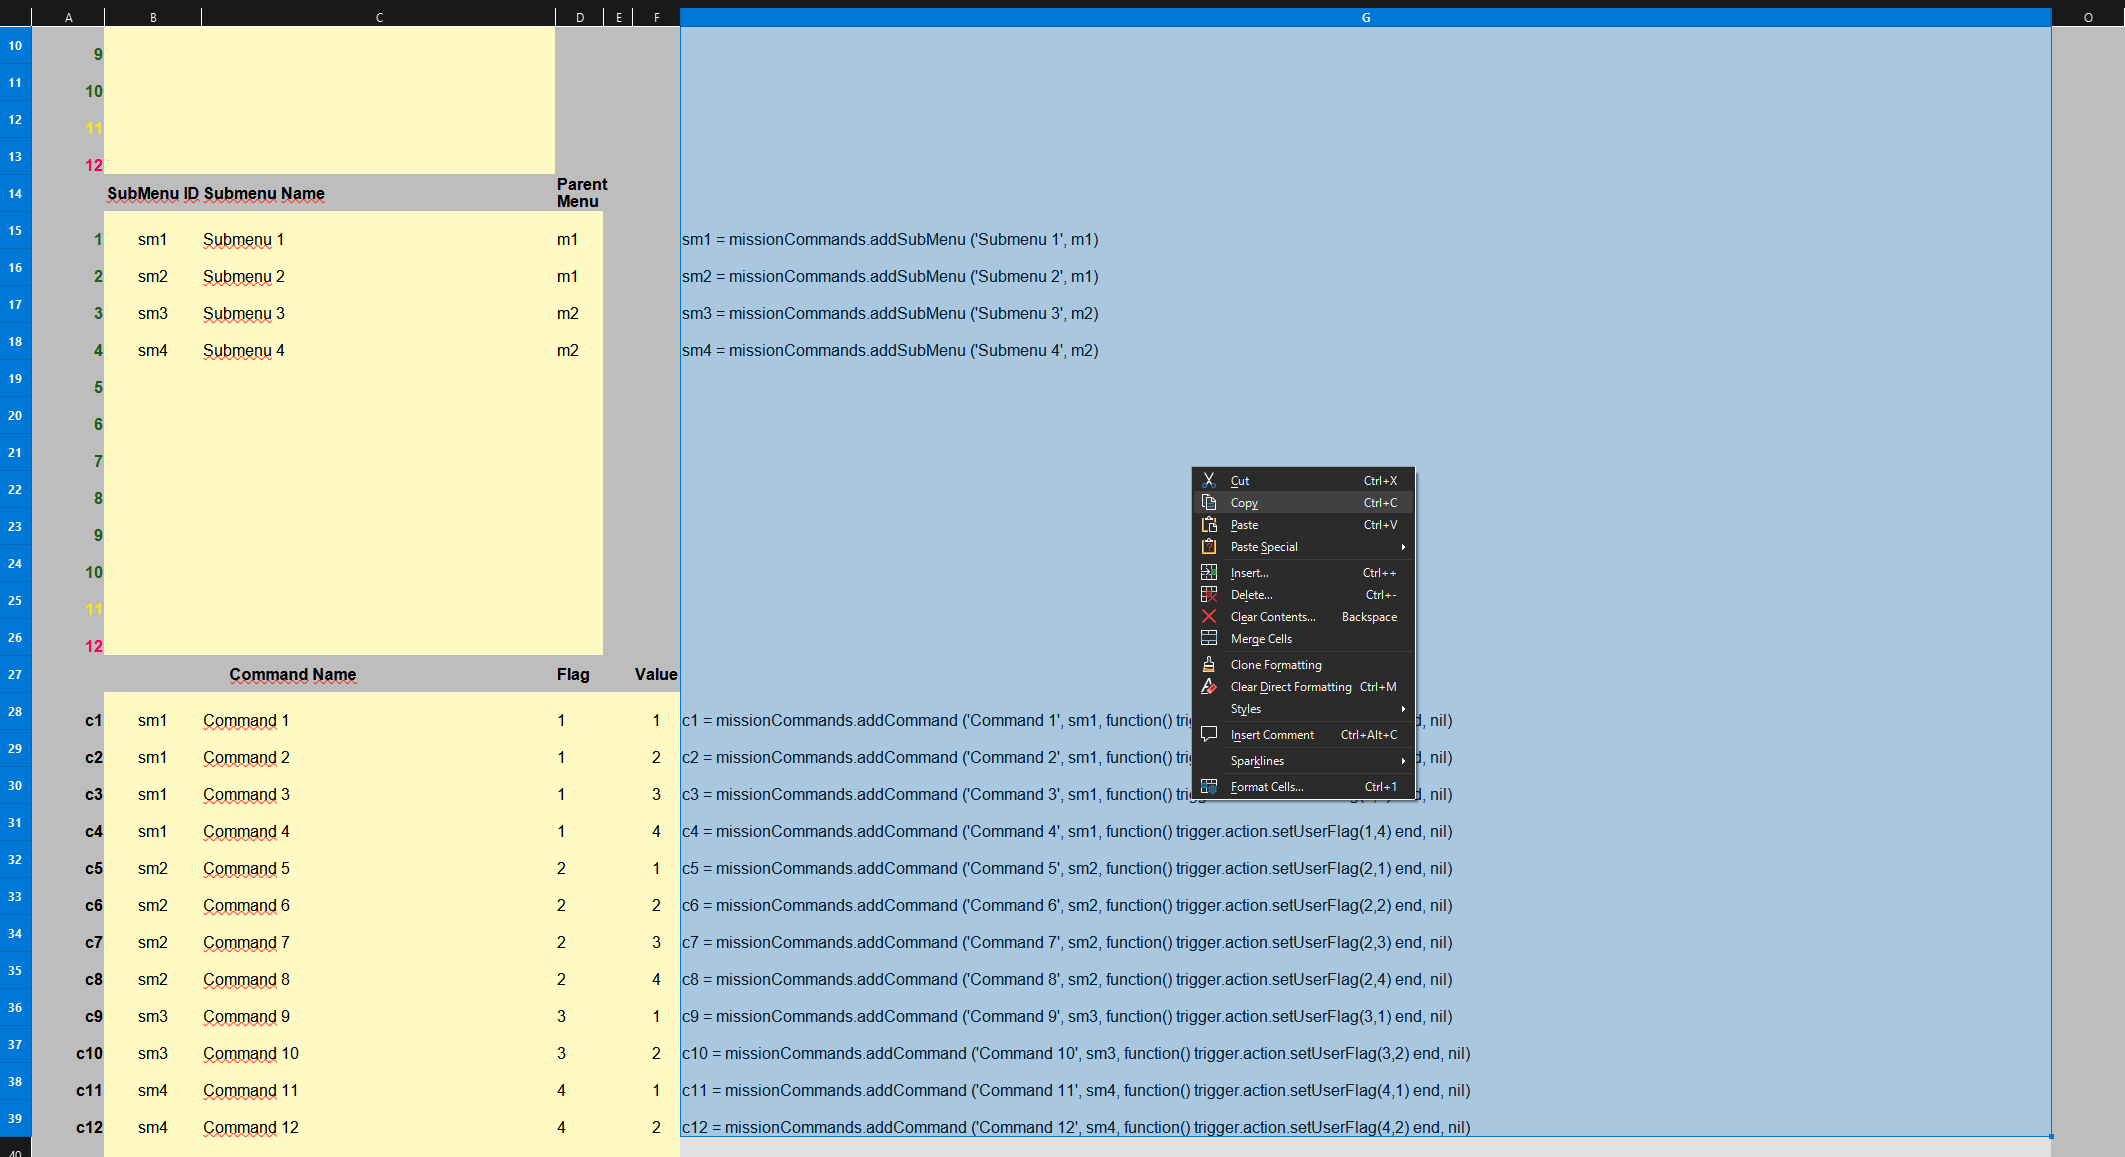 A B C D E F G O
10 9
11 10
12 11
13 12
14 SubMenu ID Submenu Name Parent Menu
15 1 sm1 Submenu 1 m1 sm1 = missionCommands.addSubMenu ('Submenu 1', m1)
16 2 sm2 Submenu 2 m1 sm2 = missionCommands.addSubMenu ('Submenu 2', m1)
17 3 sm3 Submenu 3 m2 sm3 = missionCommands.addSubMenu ('Submenu 3', m2)
18 4 sm4 Submenu 4 m2 sm4 = missionCommands.addSubMenu ('Submenu 4', m2)
19 5
20 6
21 7
22 8
23 9
24 10
25 11
26 12
27 Command Name Flag Value
28 c1 sm1 Command 1 1 1 c1 = missionCommands.addCommand ('Command 1', sm1, function() nil)
29 c2 sm1 Command 2 1 2 c2 = missionCommands.addCommand ('Command 2', sm1, function() nil)
30 c3 sm1 Command 3 1 3 c3 = missionCommands.addCommand ('Command 3', sm1, function() nil)
31 c4 sm1 Command 4 1 4 c4 = missionCommands.addCommand ('Command 4', sm1, function() trigger.action.setUserFlag(1,4) end, nil)
32 c5 sm2 Command 5 2 1 c5 = missionCommands.addCommand ('Command 5', sm2, function() trigger.action.setUserFlag(2,1) end, nil)
33 c6 sm2 Command 6 2 2 c6 = missionCommands.addCommand ('Command 6', sm2, function() trigger.action.setUserFlag(2,2) end, nil)
34 c7 sm2 Command 7 2 3 c7 = missionCommands.addCommand ('Command 7', sm2, function() trigger.action.setUserFlag(2,3) end, nil)
35 c8 sm2 Command 8 2 4 c8 = missionCommands.addCommand ('Command 8', sm2, function() trigger.action.setUserFlag(2,4) end, nil)
36 c9 sm3 Command 9 3 1 c9 = missionCommands.addCommand ('Command 9', sm3, function() trigger.action.setUserFlag(3,1) end, nil)
37 c10 sm3 Command 10 3 2 c10 = missionCommands.addCommand ('Command 10', sm3, function() trigger.action.setUserFlag(3,2) end, nil)
38 c11 sm4 Command 11 4 1 c11 = missionCommands.addCommand ('Command 11', sm4, function() trigger.action.setUserFlag(4,1) end, nil)
39 c12 sm4 Command 12 4 2 c12 = missionCommands.addCommand ('Command 12', sm4, function() trigger.action.setUserFlag(4,2) end, nil)
40
Cut Ctrl+X
Copy Ctrl+C
Paste Ctrl+V
Paste Special
Insert... Ctrl++
Delete... Ctrl+-
Clear Contents... Backspace
Merge Cells
Clone Formatting
Clear Direct Formatting Ctrl+M
Styles
Insert Comment Ctrl+Alt+C
Sparklines
Format Cells... Ctrl+1